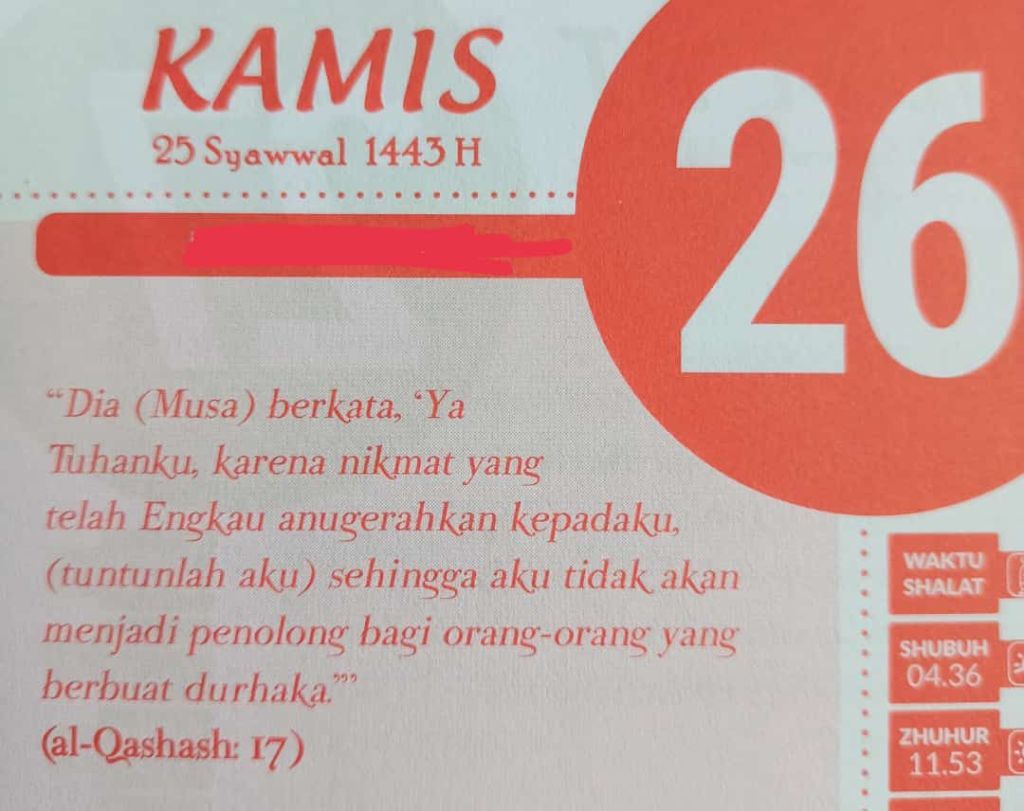 KAMIS
25 Syawwal 1443 H
26
“Dia (Musa) berkata, ‘Ya
Tuhanku, karena nikmat yang
telah Engkau anugerahkan kepadaku,
(tuntunlah aku) sehingga aku tidak akan
menjadi penolong bagi orang-orang yang
berbuat durhaka.’”
(al-Qashash: 17)
WAKTU
SHALAT
SHUBUH
04.36
ZHUHUR
11.53